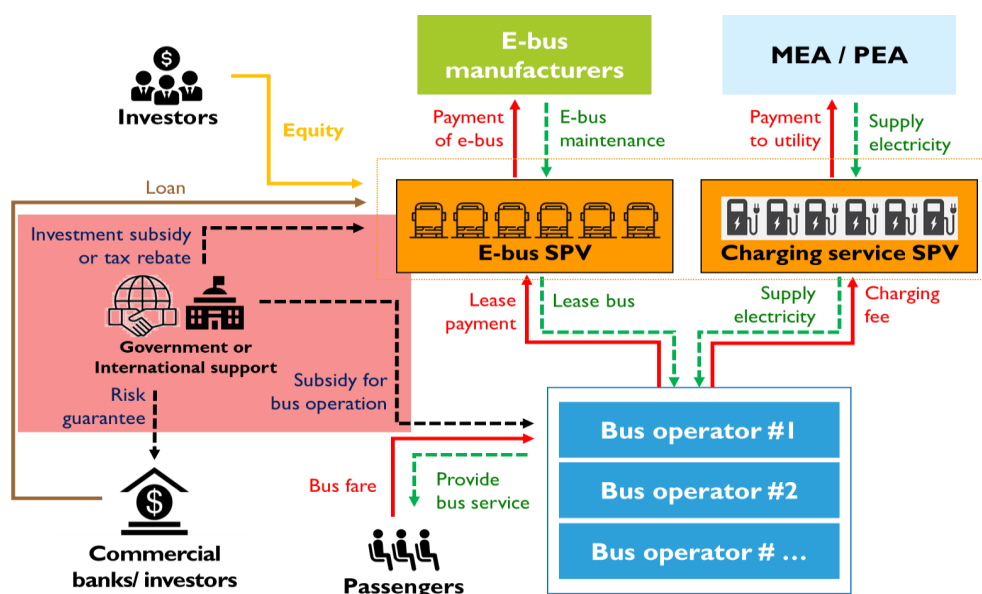 E-bus
manufacturers
MEA / PEA
Investors
Equity
Payment
of e-bus
E-bus
maintenance
Payment
to utility
Supply
electricity
Loan
Investment subsidy
or tax rebate
E-bus SPV
Charging service SPV
Government or
International support
Lease
payment
Lease bus
Supply
electricity
Charging
fee
Risk
guarantee
Subsidy for
bus operation
Bus operator #1
Bus operator #2
Bus operator # ...
Bus fare
Provide
bus service
Commercial
banks/ investors
Passengers